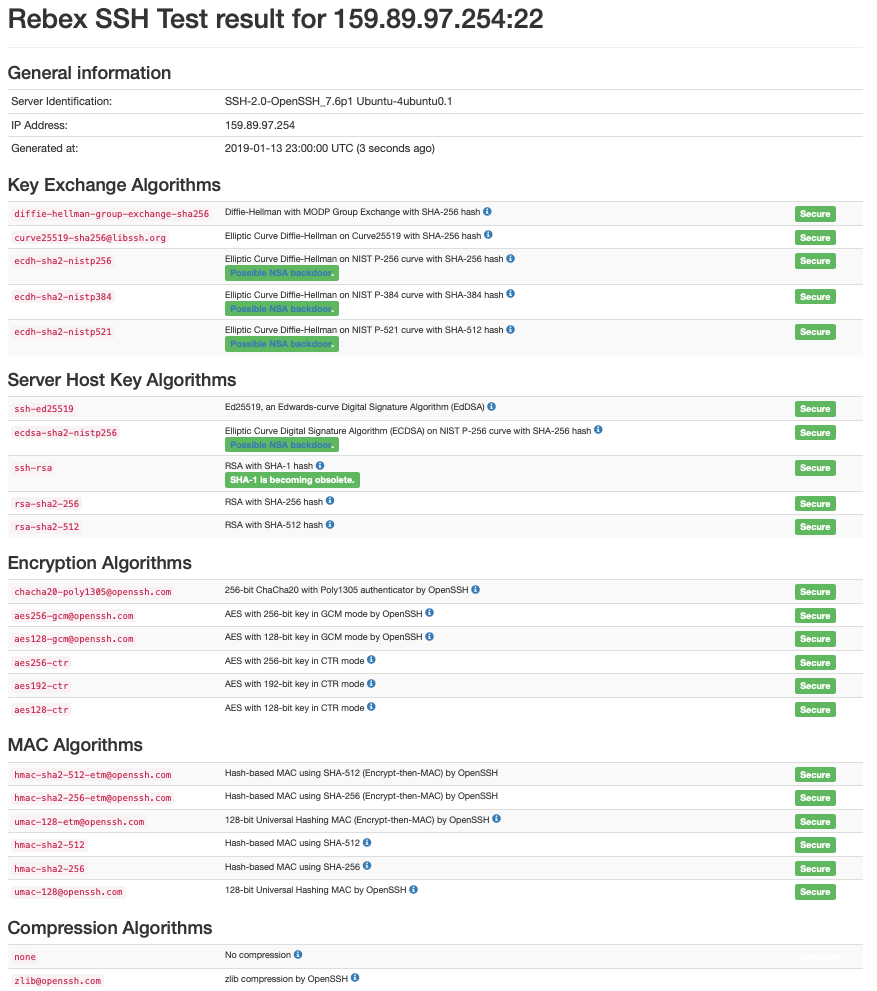 Rebex SSH Test result for 159.89.97.254:22
General information
Server Identification: SSH-2.0-OpenSSH_7.6p1 Ubuntu-4ubuntu0.1
IP Address: 159.89.97.254
Generated at: 2019-01-13 23:00:00 UTC (3 seconds ago)
Key Exchange Algorithms
diffie-hellman-group-exchange-sha256 Diffie-Hellman with MODP Group Exchange with SHA-256 hash Secure
curve25519-sha256@libssh.org Elliptic Curve Diffie-Hellman on Curve25519 with SHA-256 hash Secure
ecdh-sha2-nistp256 Elliptic Curve Diffie-Hellman on NIST P-256 curve with SHA-256 hash Secure
Possible NSA backdoor.
ecdh-sha2-nistp384 Elliptic Curve Diffie-Hellman on NIST P-384 curve with SHA-384 hash Secure
Possible NSA backdoor.
ecdh-sha2-nistp521 Elliptic Curve Diffie-Hellman on NIST P-521 curve with SHA-512 hash Secure
Possible NSA backdoor.
Server Host Key Algorithms
ssh-ed25519 Ed25519, an Edwards-curve Digital Signature Algorithm (EdDSA) Secure
ecdsa-sha2-nistp256 Elliptic Curve Digital Signature Algorithm (ECDSA) on NIST P-256 curve with SHA-256 hash Secure
Possible NSA backdoor.
ssh-rsa RSA with SHA-1 hash Secure
SHA-1 is becoming obsolete.
rsa-sha2-256 RSA with SHA-256 hash Secure
rsa-sha2-512 RSA with SHA-512 hash Secure
Encryption Algorithms
chacha20-poly1305@openssh.com 256-bit ChaCha20 with Poly1305 authenticator by OpenSSH Secure
aes256-gcm@openssh.com AES with 256-bit key in GCM mode by OpenSSH Secure
aes128-gcm@openssh.com AES with 128-bit key in GCM mode by OpenSSH Secure
aes256-ctr AES with 256-bit key in CTR mode Secure
aes192-ctr AES with 192-bit key in CTR mode Secure
aes128-ctr AES with 128-bit key in CTR mode Secure
MAC Algorithms
hmac-sha2-512-etm@openssh.com Hash-based MAC using SHA-512 (Encrypt-then-MAC) by OpenSSH Secure
hmac-sha2-256-etm@openssh.com Hash-based MAC using SHA-256 (Encrypt-then-MAC) by OpenSSH Secure
umac-128-etm@openssh.com 128-bit Universal Hashing MAC (Encrypt-then-MAC) by OpenSSH Secure
hmac-sha2-512 Hash-based MAC using SHA-512 Secure
hmac-sha2-256 Hash-based MAC using SHA-256 Secure
umac-128@openssh.com 128-bit Universal Hashing MAC by OpenSSH Secure
Compression Algorithms
none No compression
zlib@openssh.com zlib compression by OpenSSH